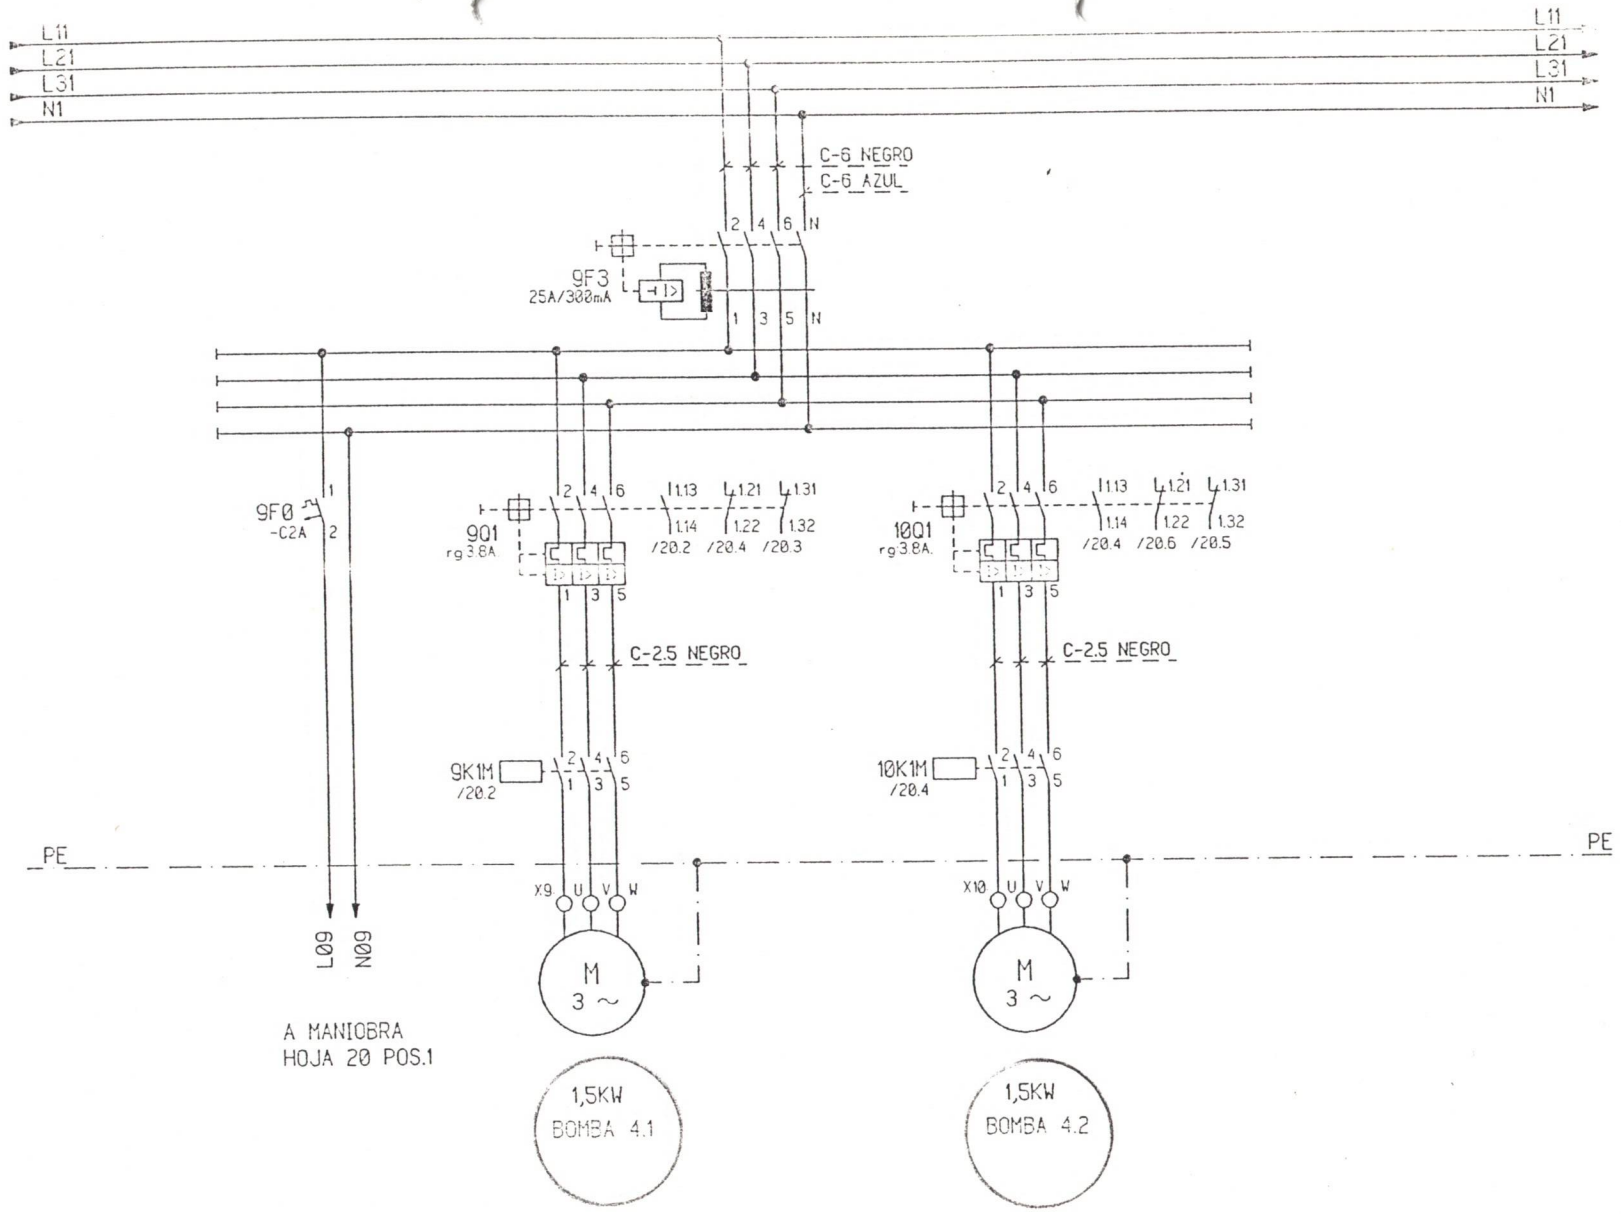 L11 L11
L21 L21
L31 L31
N1 N1
C-6 NEGRO
C-6 AZUL
2 4 6 N
9F3
25A/300mA
1 3 5 N
1
9F0
-C2A
2
2 4 6 1.13 1.21 1.31
9Q1
rg:3.8A
1.14 1.22 1.32
/20.2 /20.4 /20.3
I> I> I>
1 3 5
2 4 6 1.13 1.21 1.31
10Q1
rg:3.8A.
1.14 1.22 1.32
/20.4 /20.6 /20.5
I> I> I>
1 3 5
C-2.5 NEGRO
C-2.5 NEGRO
2 4 6
9K1M
/20.2
1 3 5
2 4 6
10K1M
/20.4
1 3 5
PE PE
X9 U V W
X10 U V W
L09
N09
M
3 ~
M
3 ~
A MANIOBRA
HOJA 20 POS.1
1,5KW
BOMBA 4.1
1,5KW
BOMBA 4.2